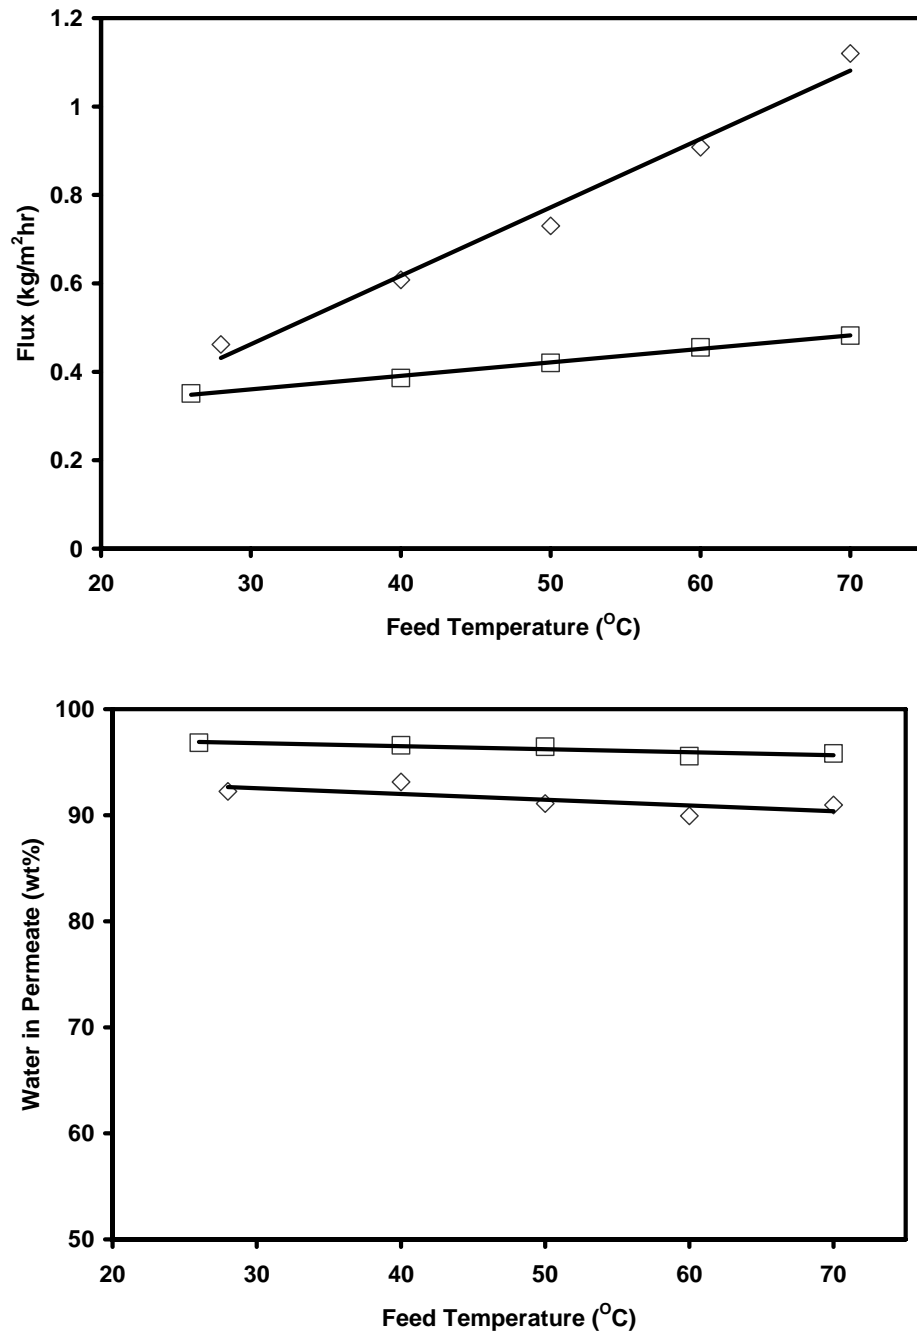 1.2
1
0.8
0.6
0.4
0.2
0
Flux (kg/m²hr)
20 30 40 50 60 70
Feed Temperature (ᴼC)
100
90
80
70
60
50
Water in Permeate (wt%)
20 30 40 50 60 70
Feed Temperature (ᴼC)